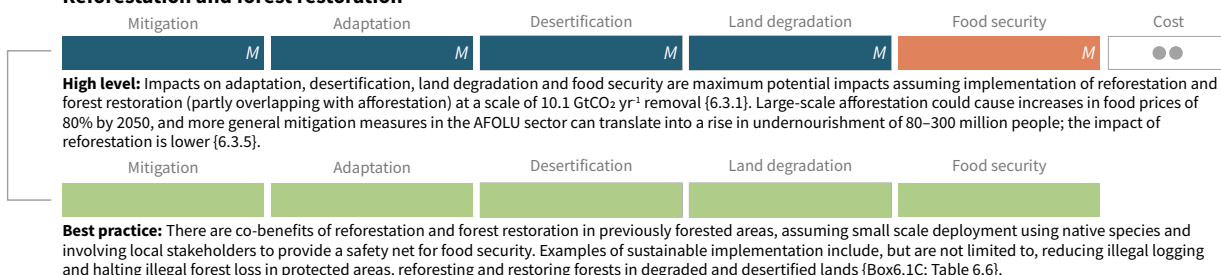 Reforestation and forest restoration
Mitigation Adaptation Desertification Land degradation Food security Cost
M M M M M
High level: Impacts on adaptation, desertification, land degradation and food security are maximum potential impacts assuming implementation of reforestation and
forest restoration (partly overlapping with afforestation) at a scale of 10.1 GtCO₂ yr⁻¹ removal {6.3.1}. Large-scale afforestation could cause increases in food prices of
80% by 2050, and more general mitigation measures in the AFOLU sector can translate into a rise in undernourishment of 80–300 million people; the impact of
reforestation is lower {6.3.5}.
Mitigation Adaptation Desertification Land degradation Food security
Best practice: There are co-benefits of reforestation and forest restoration in previously forested areas, assuming small scale deployment using native species and
involving local stakeholders to provide a safety net for food security. Examples of sustainable implementation include, but are not limited to, reducing illegal logging
and halting illegal forest loss in protected areas, reforesting and restoring forests in degraded and desertified lands {Box6.1C; Table 6.6}.